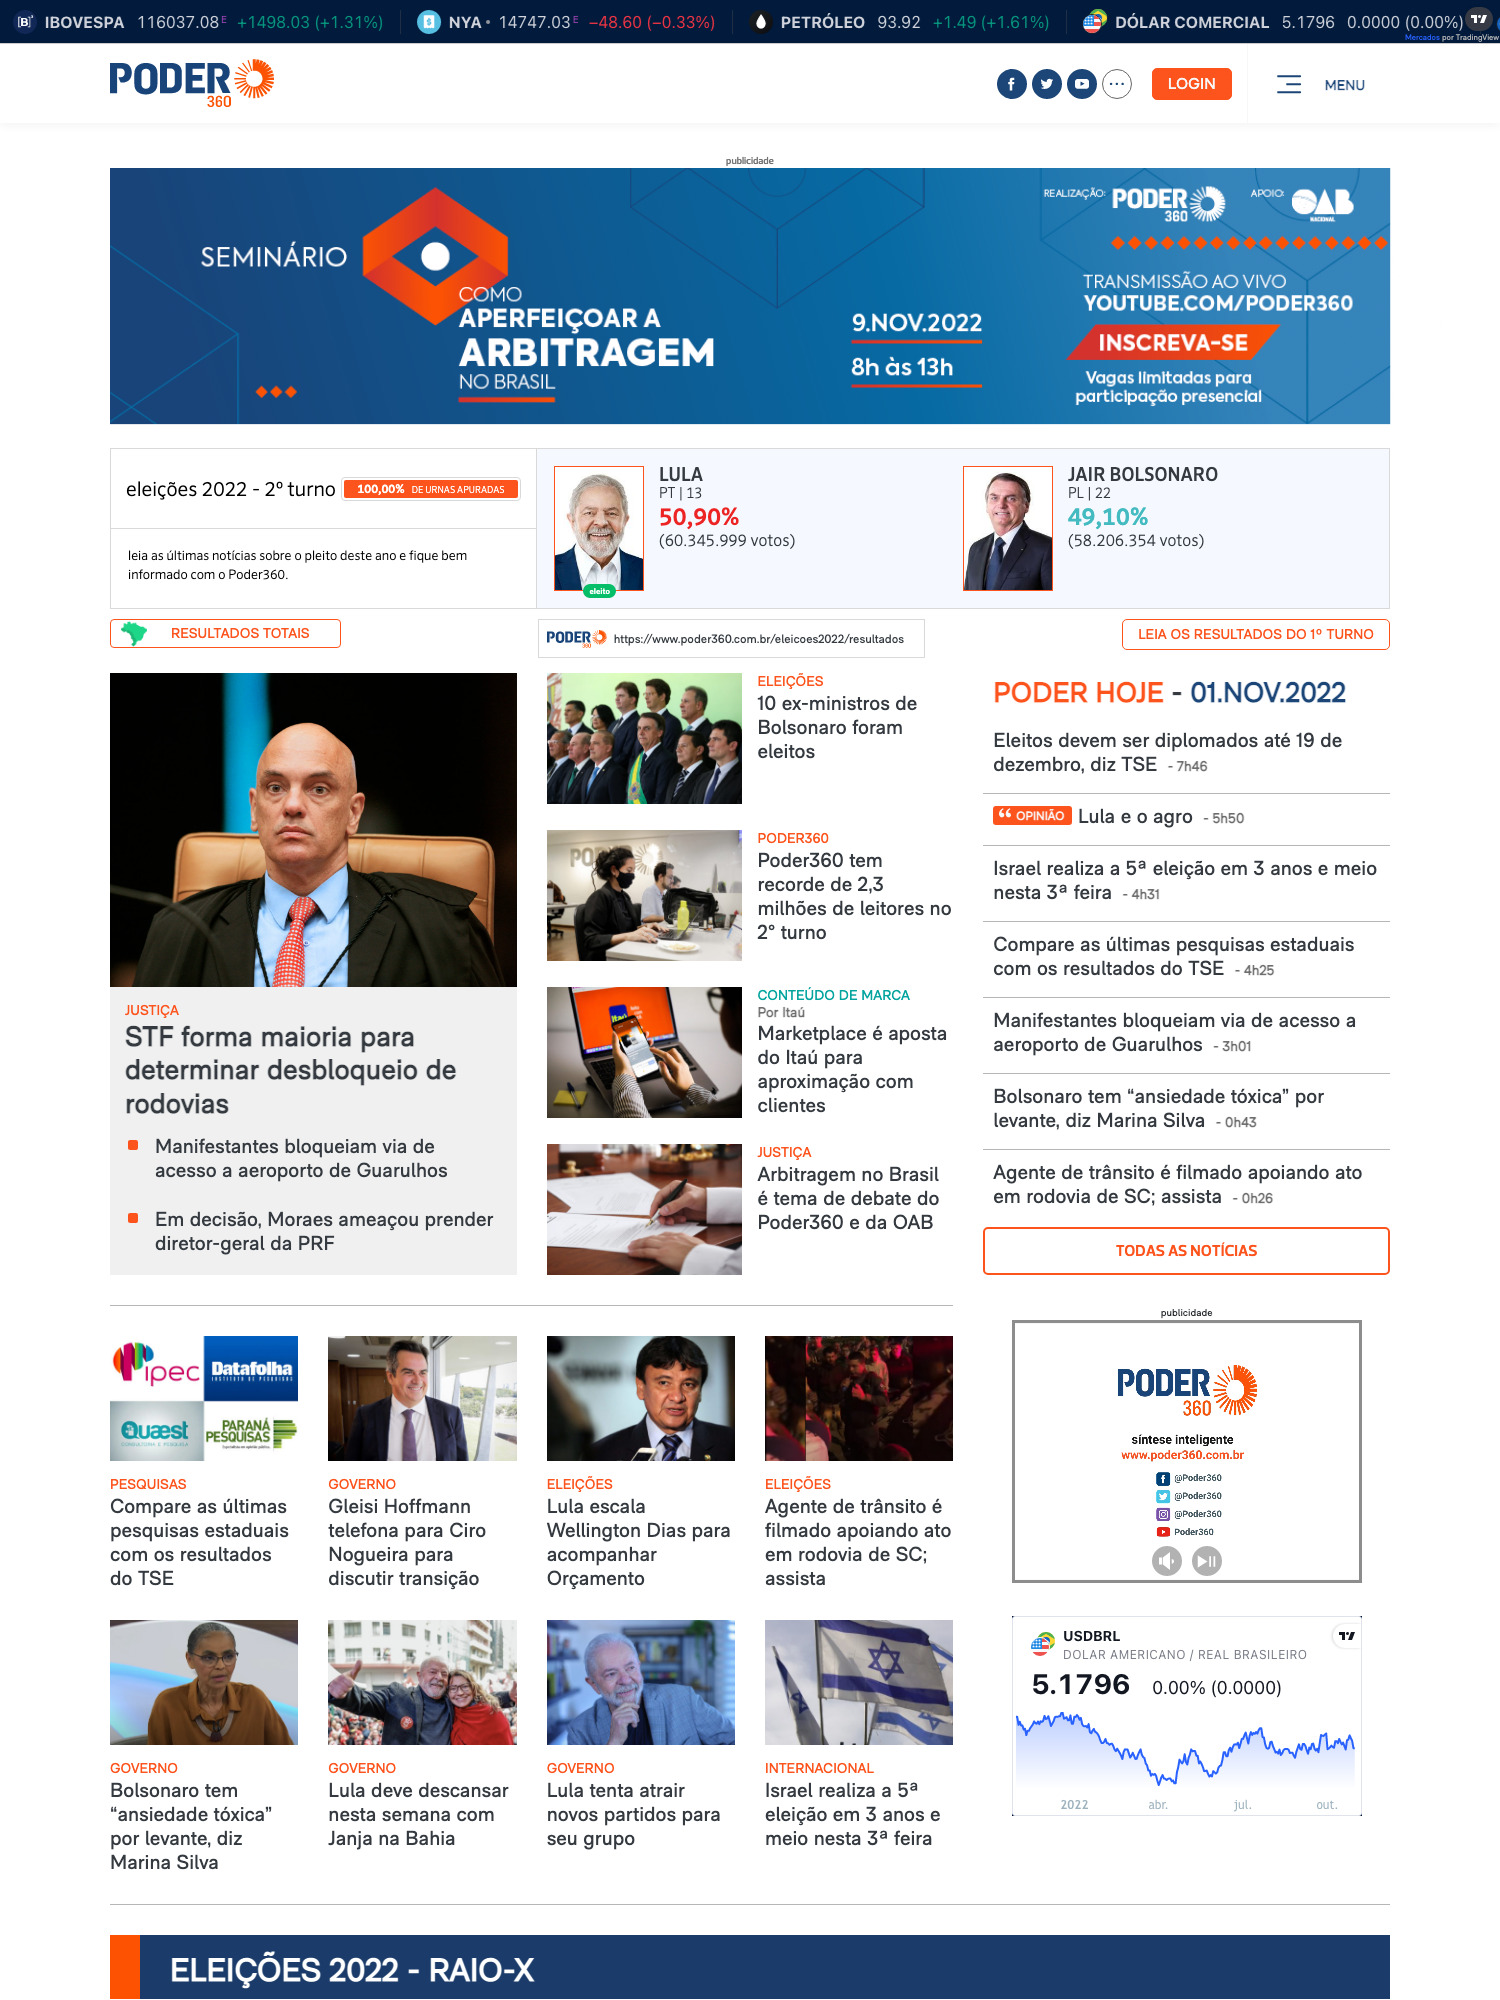 IBOVESPA 116037.08 E +1498.03 (+1.31%) NYA 14747.03 E −48.60 (−0.33%) PETRÓLEO 93.92 +1.49 (+1.61%) DÓLAR COMERCIAL 5.1796 0.0000 (0.00%)
Mercados por TradingView
PODER
360
LOGIN
MENU
publicidade
SEMINÁRIO
COMO
APERFEIÇOAR A
ARBITRAGEM
NO BRASIL
9.NOV.2022
8h às 13h
REALIZAÇÃO: PODER 360 APOIO: OAB
NACIONAL
TRANSMISSÃO AO VIVO
YOUTUBE.COM/PODER360
INSCREVA-SE
Vagas limitadas para
participação presencial
eleições 2022 - 2º turno 100,00% DE URNAS APURADAS
leia as últimas notícias sobre o pleito deste ano e fique bem
informado com o Poder360.
LULA
PT | 13
50,90%
(60.345.999 votos)
eleito
JAIR BOLSONARO
PL | 22
49,10%
(58.206.354 votos)
RESULTADOS TOTAIS
PODER 360 https://www.poder360.com.br/eleicoes2022/resultados
LEIA OS RESULTADOS DO 1º TURNO
JUSTIÇA
STF forma maioria para
determinar desbloqueio de
rodovias
Manifestantes bloqueiam via de
acesso a aeroporto de Guarulhos
Em decisão, Moraes ameaçou prender
diretor-geral da PRF
ELEIÇÕES
10 ex-ministros de
Bolsonaro foram
eleitos
PODER360
Poder360 tem
recorde de 2,3
milhões de leitores no
2° turno
CONTEÚDO DE MARCA
Por Itaú
Marketplace é aposta
do Itaú para
aproximação com
clientes
JUSTIÇA
Arbitragem no Brasil
é tema de debate do
Poder360 e da OAB
PODER HOJE - 01.NOV.2022
Eleitos devem ser diplomados até 19 de
dezembro, diz TSE - 7h46
OPINIÃO Lula e o agro - 5h50
Israel realiza a 5ª eleição em 3 anos e meio
nesta 3ª feira - 4h31
Compare as últimas pesquisas estaduais
com os resultados do TSE - 4h25
Manifestantes bloqueiam via de acesso a
aeroporto de Guarulhos - 3h01
Bolsonaro tem “ansiedade tóxica” por
levante, diz Marina Silva - 0h43
Agente de trânsito é filmado apoiando ato
em rodovia de SC; assista - 0h26
TODAS AS NOTÍCIAS
ipec
Datafolha
INSTITUTO DE PESQUISAS
Quaest
PARANÁ
PESQUISAS
PESQUISAS
Compare as últimas
pesquisas estaduais
com os resultados
do TSE
GOVERNO
Gleisi Hoffmann
telefona para Ciro
Nogueira para
discutir transição
ELEIÇÕES
Lula escala
Wellington Dias para
acompanhar
Orçamento
ELEIÇÕES
Agente de trânsito é
filmado apoiando ato
em rodovia de SC;
assista
GOVERNO
Bolsonaro tem
“ansiedade tóxica”
por levante, diz
Marina Silva
GOVERNO
Lula deve descansar
nesta semana com
Janja na Bahia
GOVERNO
Lula tenta atrair
novos partidos para
seu grupo
INTERNACIONAL
Israel realiza a 5ª
eleição em 3 anos e
meio nesta 3ª feira
publicidade
PODER
360
síntese inteligente
www.poder360.com.br
@Poder360
@Poder360
@Poder360
Poder360
USDBRL
DOLAR AMERICANO / REAL BRASILEIRO
5.1796 0.00% (0.0000)
2022 abr. jul. out.
ELEIÇÕES 2022 - RAIO-X